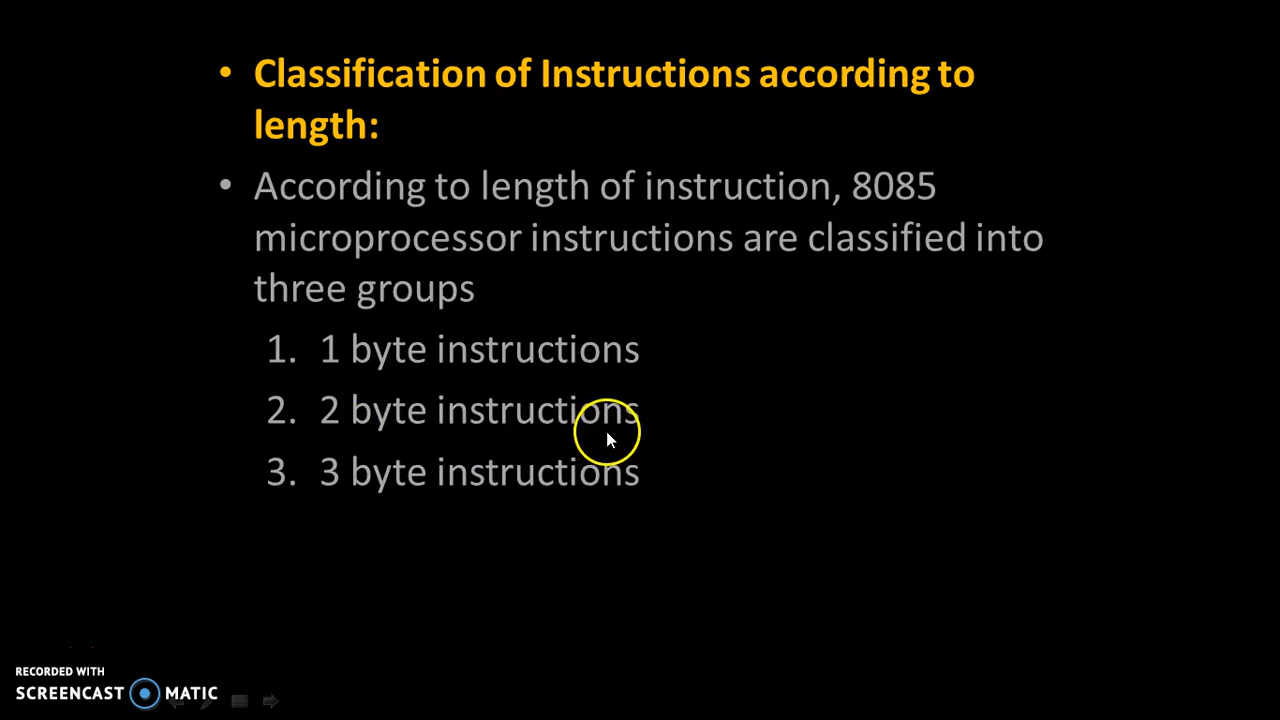 • Classification of Instructions according to
length:
• According to length of instruction, 8085
microprocessor instructions are classified into
three groups
1. 1 byte instructions
2. 2 byte instructions
3. 3 byte instructions
RECORDED WITH
SCREENCAST MATIC